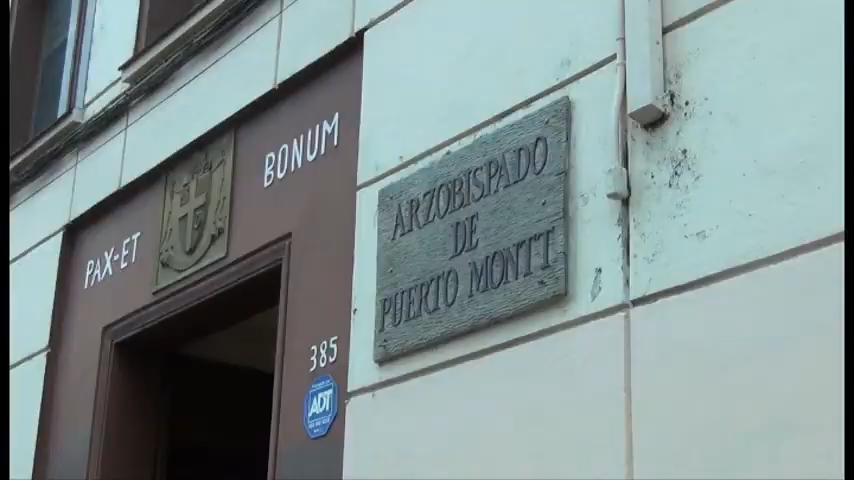 PAX-ET BONUM
385
ADT
ARZOBISPADO
DE
PUERTO MONTT